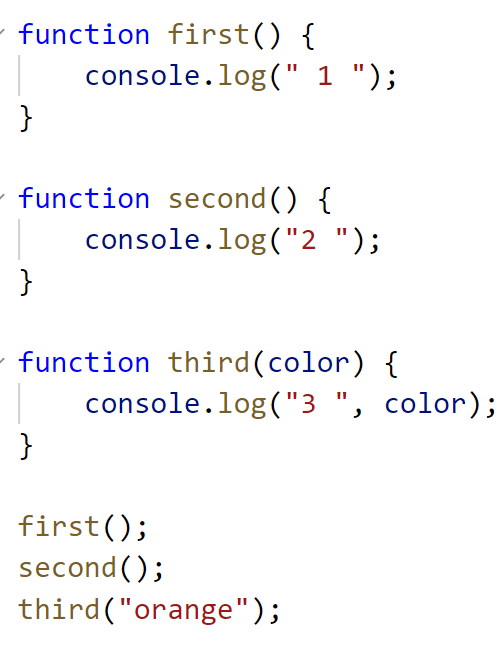 function first() {
    console.log(" 1 ");
}
function second() {
    console.log("2 ");
}
function third(color) {
    console.log("3 ", color);
}
first();
second();
third("orange");